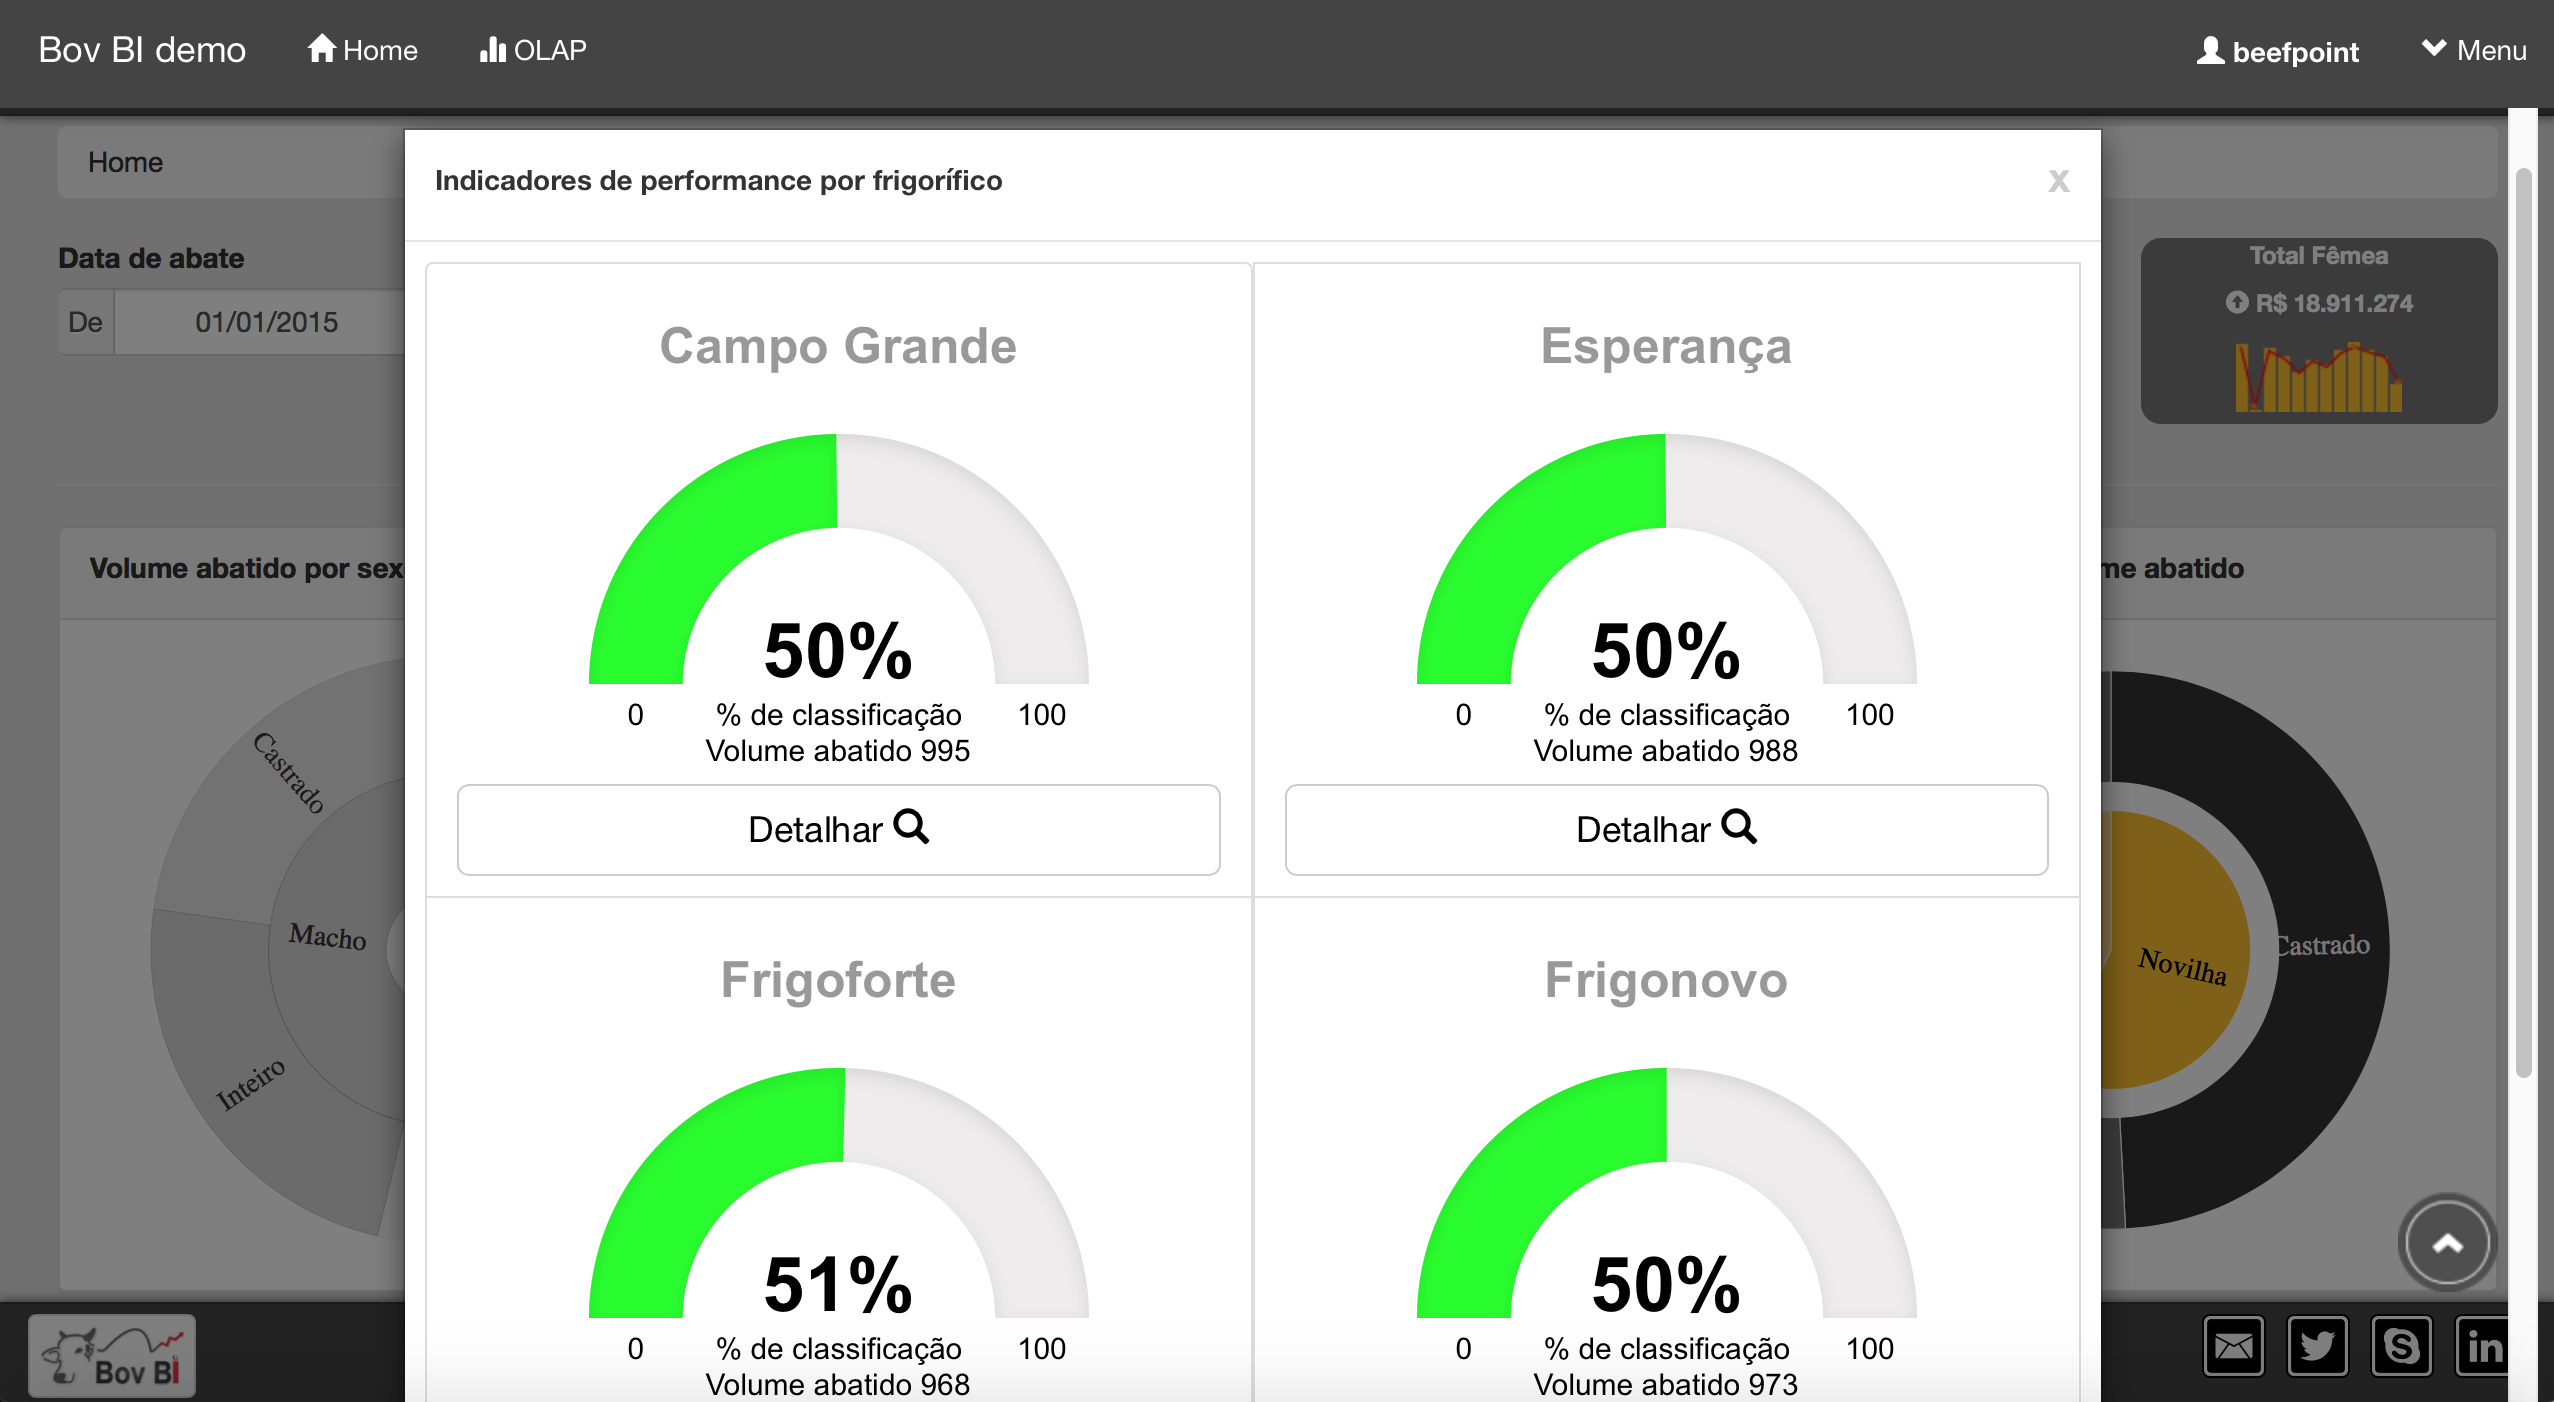 Bov BI demo Home OLAP beefpoint Menu
Home
Indicadores de performance por frigorífico x
Data de abate
De 01/01/2015
Total Fêmea
R$ 18.911.274
Campo Grande
50%
0 % de classificação 100
Volume abatido 995
Detalhar
Esperança
50%
0 % de classificação 100
Volume abatido 988
Detalhar
Frigoforte
51%
0 % de classificação 100
Volume abatido 968
Frigonovo
50%
0 % de classificação 100
Volume abatido 973
Volume abatido por sex
Castrado
Macho
Inteiro
me abatido
Novilha
Castrado
Bov BI
in